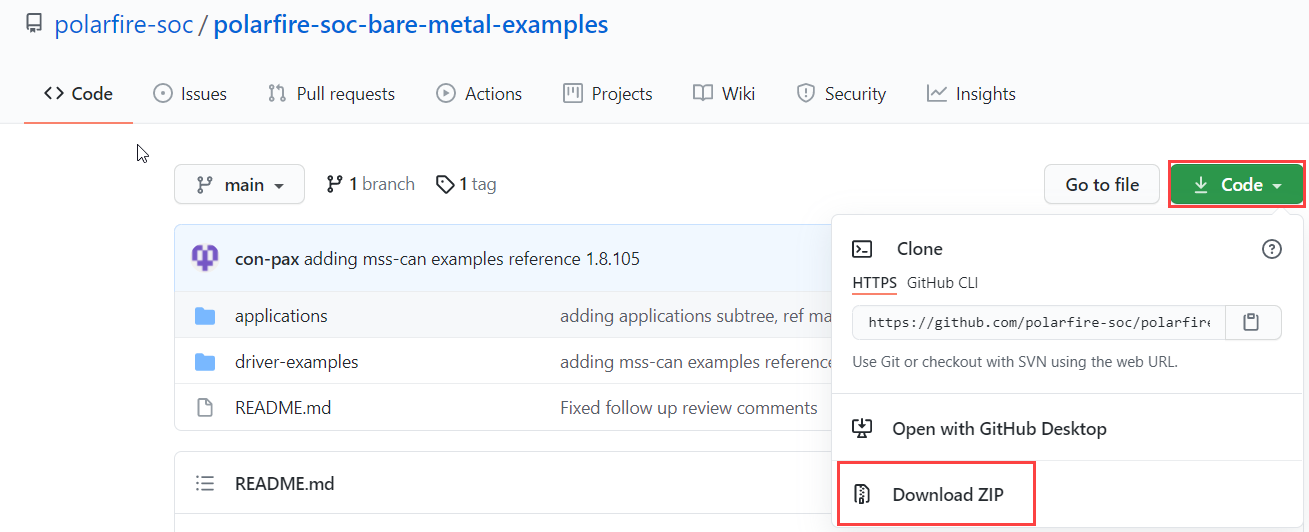 polarfire-soc / polarfire-soc-bare-metal-examples
<> Code Issues Pull requests Actions Projects Wiki Security Insights
main 1 branch 1 tag Go to file Code
con-pax adding mss-can examples reference 1.8.105
applications adding applications subtree, ref ma
driver-examples adding mss-can examples reference
README.md Fixed follow up review comments
README.md
Clone
HTTPS GitHub CLI
https://github.com/polarfire-soc/polarfire
Use Git or checkout with SVN using the web URL.
Open with GitHub Desktop
Download ZIP